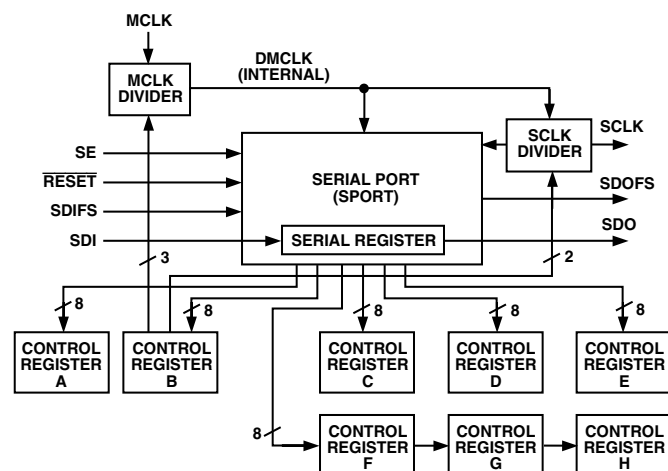 MCLK
MCLK
DIVIDER
DMCLK
(INTERNAL)
SE
RESET
SDIFS
SDI
SERIAL PORT
(SPORT)
SERIAL REGISTER
SCLK
DIVIDER
SCLK
SDOFS
SDO
3
2
8
8
8
8
8
CONTROL
REGISTER
A
CONTROL
REGISTER
B
CONTROL
REGISTER
C
CONTROL
REGISTER
D
CONTROL
REGISTER
E
8
CONTROL
REGISTER
F
CONTROL
REGISTER
G
CONTROL
REGISTER
H